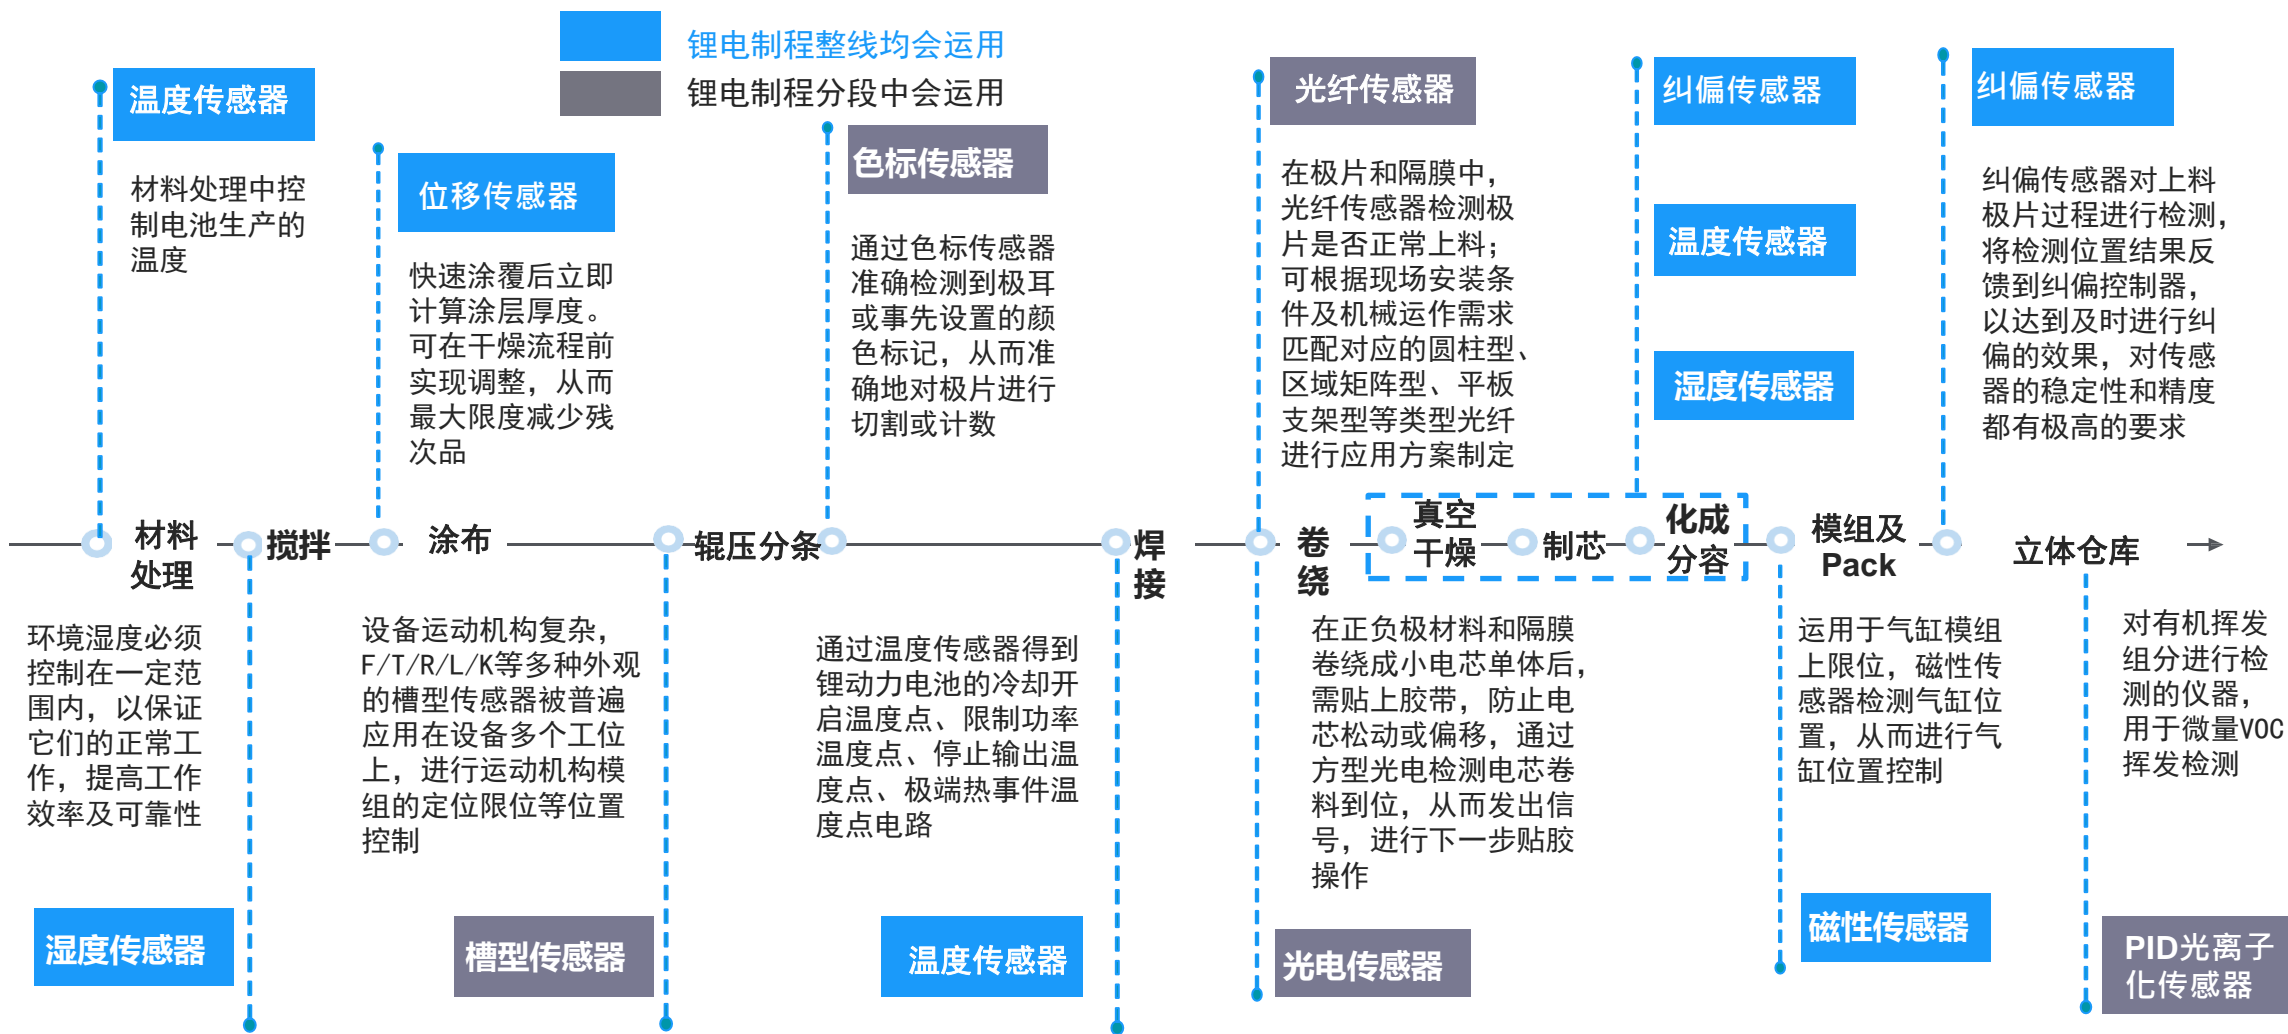 锂电制程整线均会运用
锂电制程分段中会运用
温度传感器
材料处理中控
制电池生产的
温度
位移传感器
快速涂覆后立即
计算涂层厚度。
可在干燥流程前
实现调整，从而
最大限度减少残
次品
色标传感器
通过色标传感器
准确检测到极耳
或事先设置的颜
色标记，从而准
确地对极片进行
切割或计数
光纤传感器
在极片和隔膜中，
光纤传感器检测极
片是否正常上料；
可根据现场安装条
件及机械运作需求
匹配对应的圆柱型、
区域矩阵型、平板
支架型等类型光纤
进行应用方案制定
纠偏传感器
温度传感器
湿度传感器
纠偏传感器
纠偏传感器对上料
极片过程进行检测，
将检测位置结果反
馈到纠偏控制器，
以达到及时进行纠
偏的效果，对传感
器的稳定性和精度
都有极高的要求
材料
处理
搅拌
涂布
辊压分条
焊
接
卷
绕
真空
干燥
制芯
化成
分容
模组及
Pack
立体仓库
环境湿度必须
控制在一定范
围内，以保证
它们的正常工
作，提高工作
效率及可靠性
湿度传感器
设备运动机构复杂，
F/T/R/L/K等多种外观
的槽型传感器被普遍
应用在设备多个工位
上，进行运动机构模
组的定位限位等位置
控制
槽型传感器
通过温度传感器得到
锂动力电池的冷却开
启温度点、限制功率
温度点、停止输出温
度点、极端热事件温
度点电路
温度传感器
在正负极材料和隔膜
卷绕成小电芯单体后，
需贴上胶带，防止电
芯松动或偏移，通过
方型光电检测电芯卷
料到位，从而发出信
号，进行下一步贴胶
操作
光电传感器
运用于气缸模组
上限位，磁性传
感器检测气缸位
置，从而进行气
缸位置控制
磁性传感器
对有机挥发
组分进行检
测的仪器，
用于微量VOC
挥发检测
PID光离子
化传感器